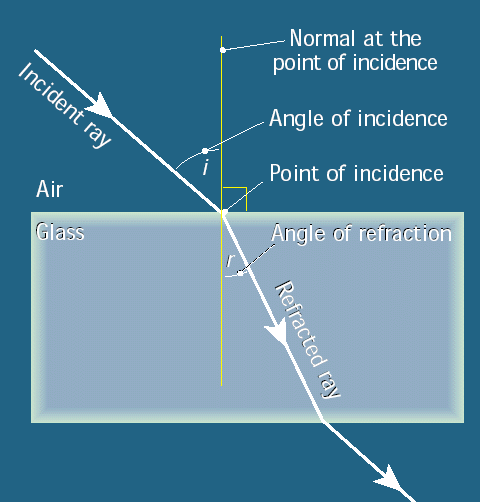 Normal at the
point of incidence
Incident ray
Angle of incidence
i
Point of incidence
Air
Glass
Angle of refraction
r
Refracted ray